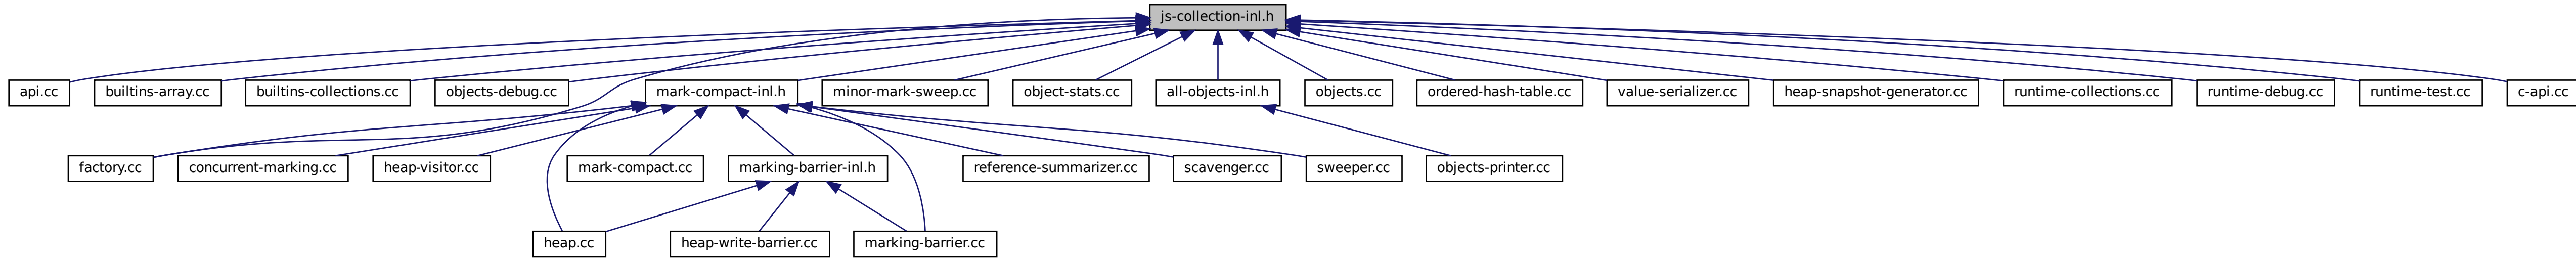 js-collection-inl.h
api.cc
builtins-array.cc
builtins-collections.cc
objects-debug.cc
mark-compact-inl.h
minor-mark-sweep.cc
object-stats.cc
all-objects-inl.h
objects.cc
ordered-hash-table.cc
value-serializer.cc
heap-snapshot-generator.cc
runtime-collections.cc
runtime-debug.cc
runtime-test.cc
c-api.cc
factory.cc
concurrent-marking.cc
heap-visitor.cc
mark-compact.cc
marking-barrier-inl.h
reference-summarizer.cc
scavenger.cc
sweeper.cc
objects-printer.cc
heap.cc
heap-write-barrier.cc
marking-barrier.cc